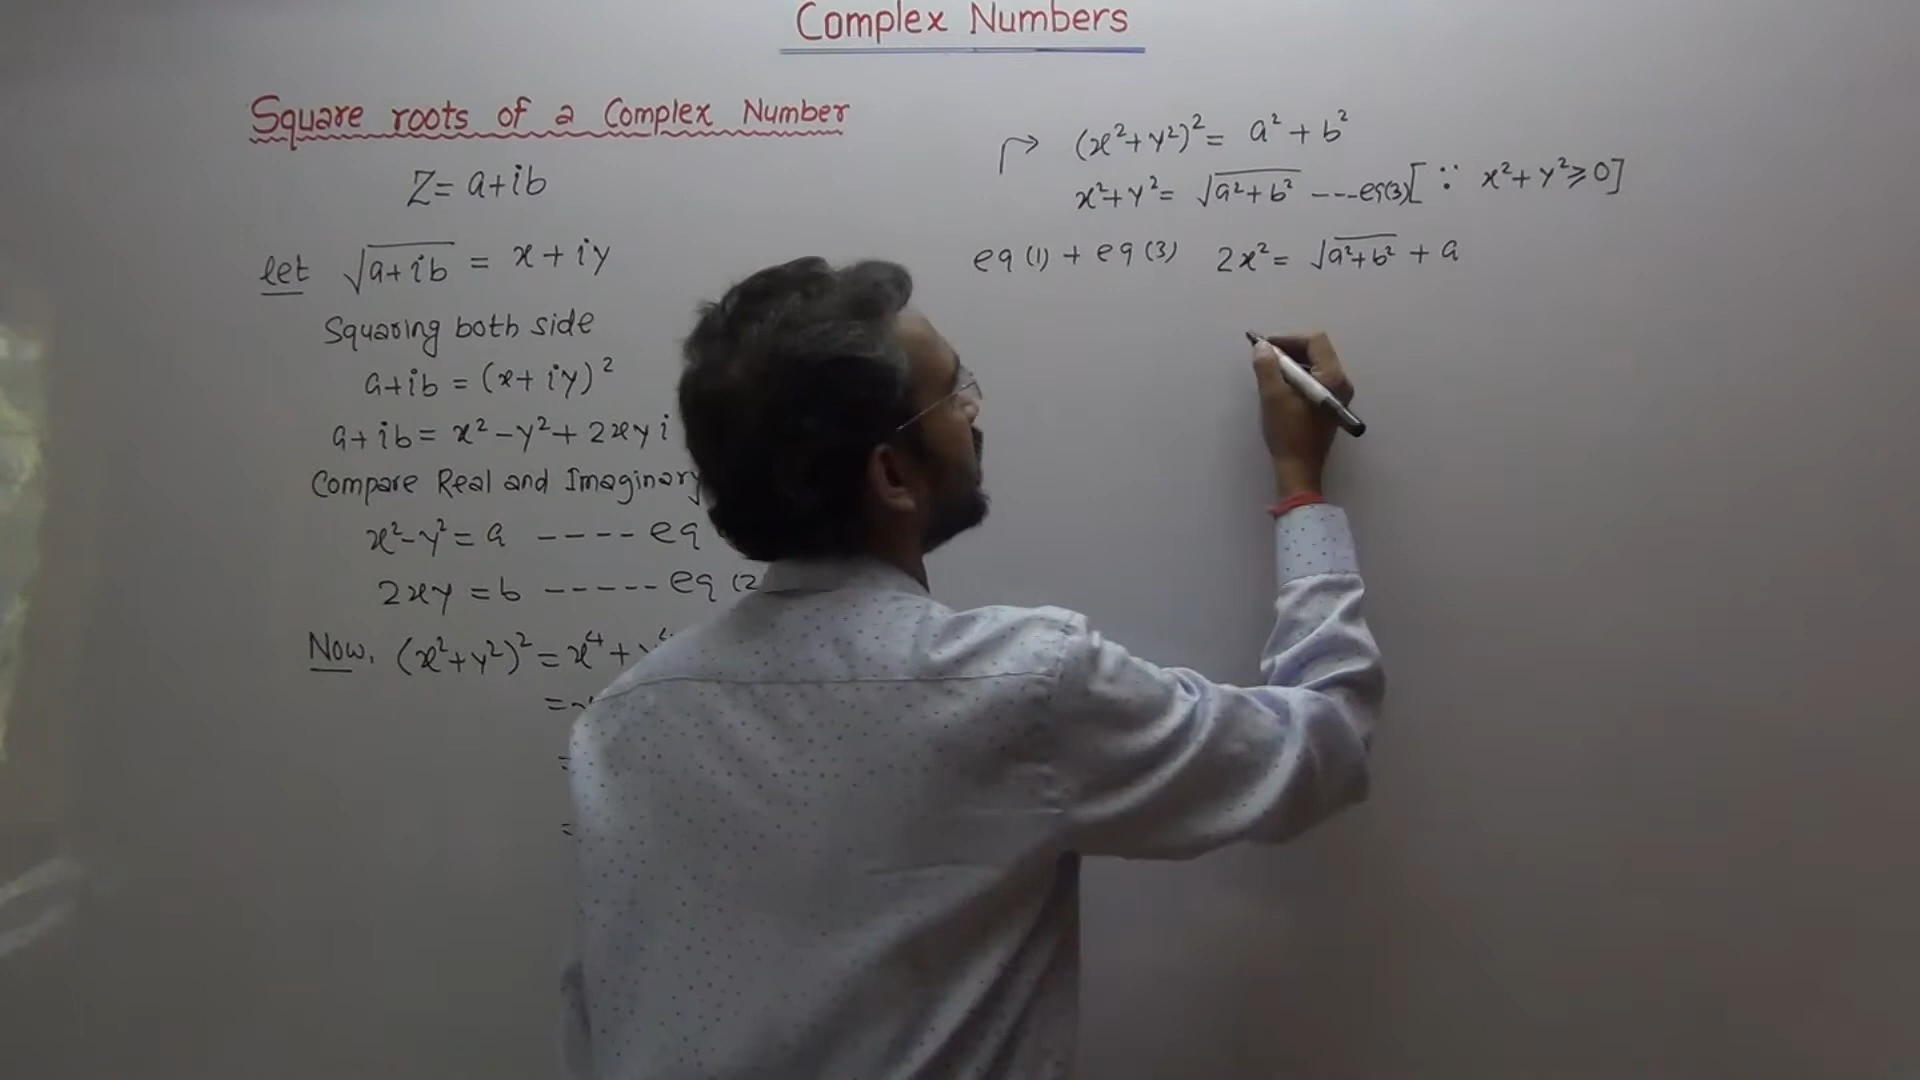 Complex Numbers
Square roots of a Complex Number
Z = a+ib
let √(a+ib) = x + iy
Squaring both side
a+ib = (x+iy)²
a+ib = x²-y²+2xyi
Compare Real and Imaginary
x²-y² = a ---- eq
2xy = b ----- eq (2
Now, (x²+y²)² = x⁴ +
=
=
=
(x²+y²)² = a²+b²
x²+y² = √(a²+b²) ---eq(3) [∵ x²+y²⩾0]
eq (1) + eq (3) 2x² = √(a²+b²) + a